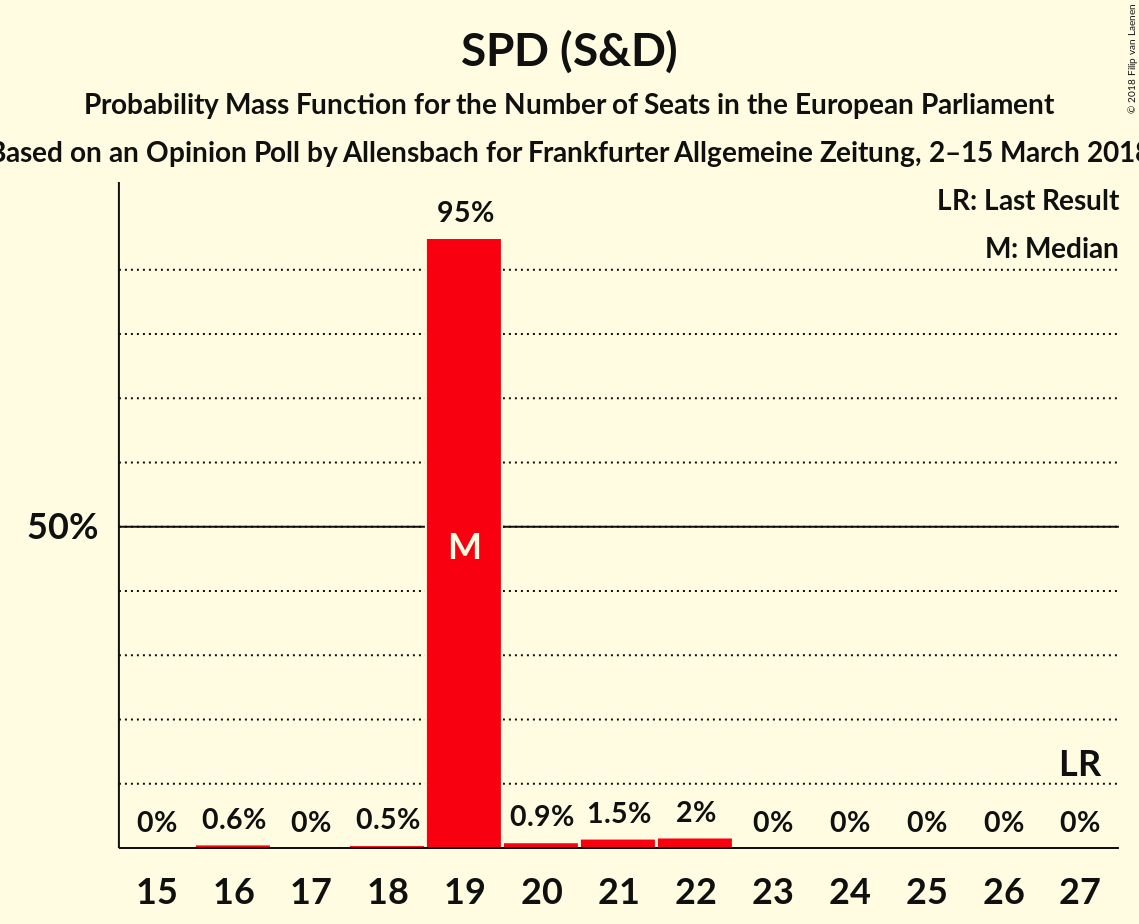 SPD (S&D)
Probability Mass Function for the Number of Seats in the European Parliament
Based on an Opinion Poll by Allensbach for Frankfurter Allgemeine Zeitung, 2–15 March 2018
© 2018 Filip van Laenen
LR: Last Result
M: Median
95%
50%
M
LR
0% 0.6% 0% 0.5% 0.9% 1.5% 2% 0% 0% 0% 0% 0%
15 16 17 18 19 20 21 22 23 24 25 26 27